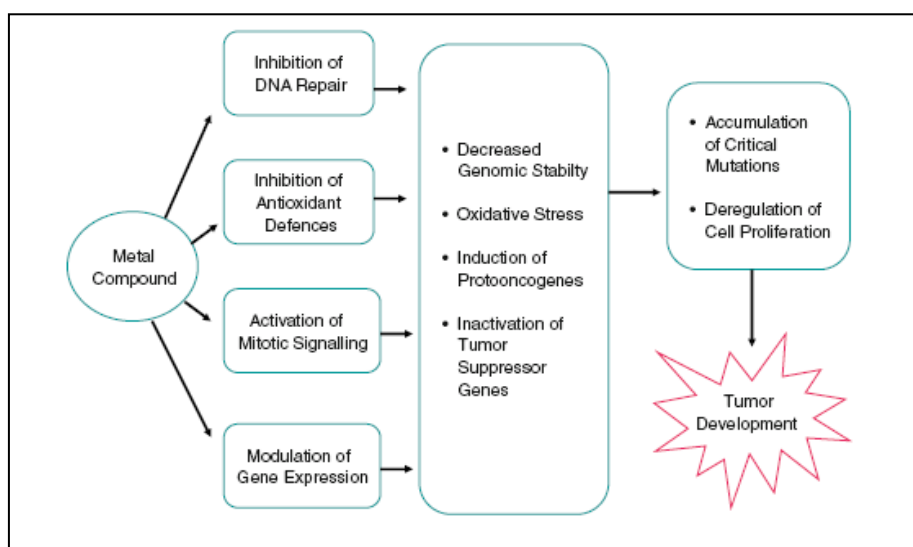 Metal
Compound
Inhibition of
DNA Repair
Inhibition of
Antioxidant
Defences
Activation of
Mitotic Signalling
Modulation of
Gene Expression
• Decreased
Genomic Stabilty
• Oxidative Stress
• Induction of
Protooncogenes
• Inactivation of
Tumor
Suppressor
Genes
• Accumulation
of Critical
Mutations
• Deregulation of
Cell Proliferation
Tumor
Development